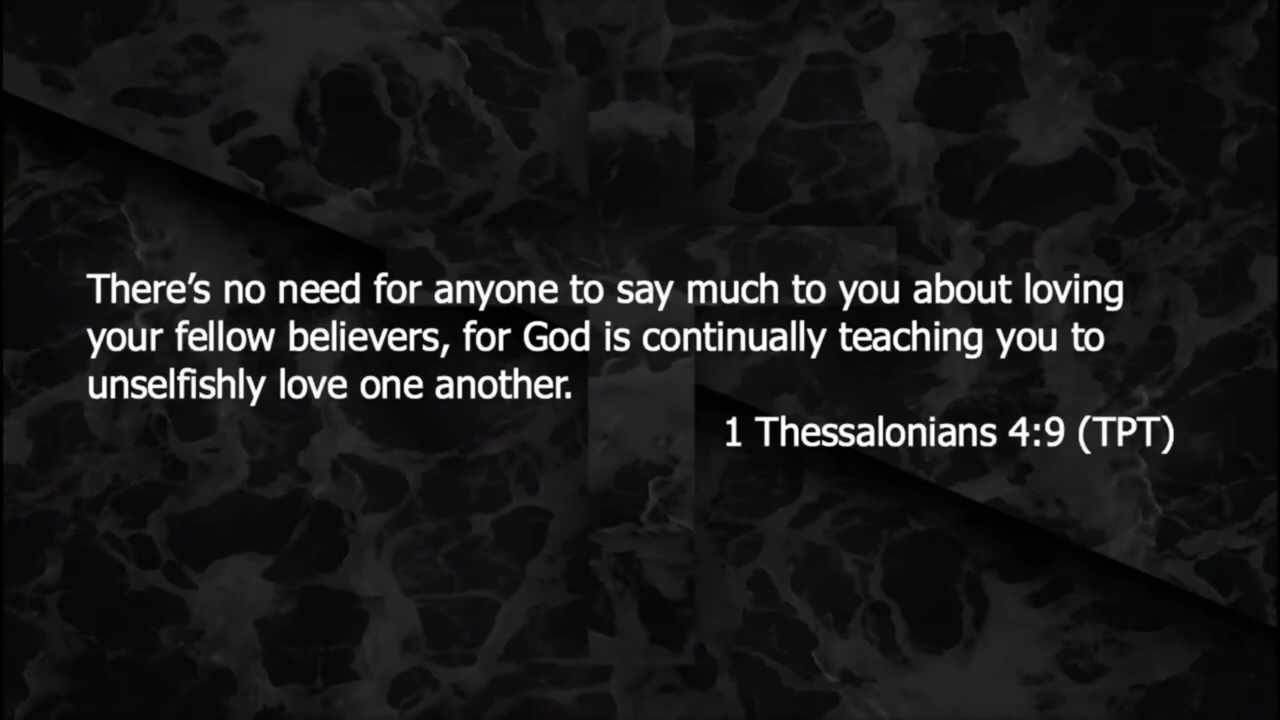 There’s no need for anyone to say much to you about loving
your fellow believers, for God is continually teaching you to
unselfishly love one another.
1 Thessalonians 4:9 (TPT)